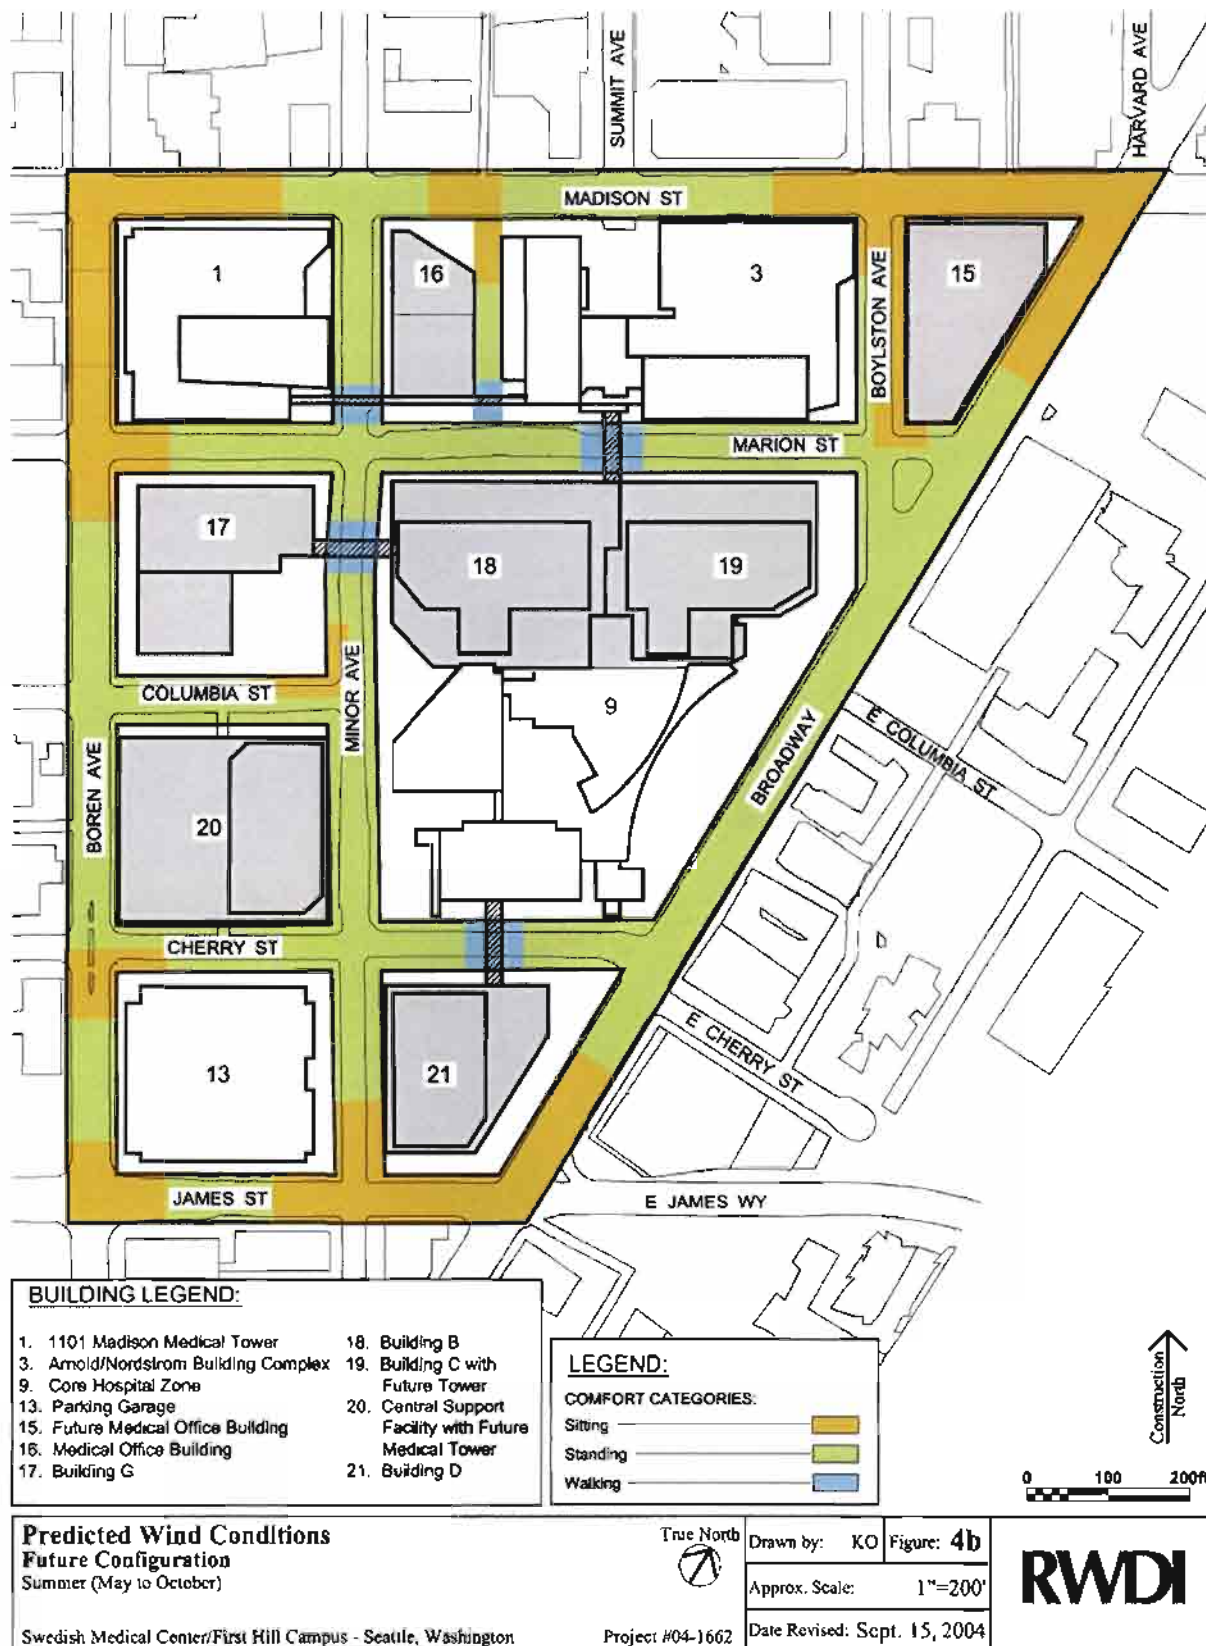 SUMMIT AVE
HARVARD AVE
MADISON ST
1
16
3
15
BOYLSTON AVE
MARION ST
17
18
19
COLUMBIA ST
MINOR AVE
9
BROADWAY
E COLUMBIA ST
BOREN AVE
20
CHERRY ST
E CHERRY ST
13
21
JAMES ST
E JAMES WY
BUILDING LEGEND:
1. 1101 Madison Medical Tower
3. Arnold/Nordstrom Building Complex
9. Core Hospital Zone
13. Parking Garage
15. Future Medical Office Building
16. Medical Office Building
17. Building G
18. Building B
19. Building C with
Future Tower
20. Central Support
Facility with Future
Medical Tower
21. Building D
LEGEND:
COMFORT CATEGORIES:
Sitting
Standing
Walking
Construction
North
0 100 200ft
Predicted Wind Conditions
Future Configuration
Summer (May to October)
Swedish Medical Center/First Hill Campus - Seattle, Washington
Project #04-1662
True North
Drawn by: KO
Figure: 4b
Approx. Scale: 1"=200'
Date Revised: Sept. 15, 2004
RWDI